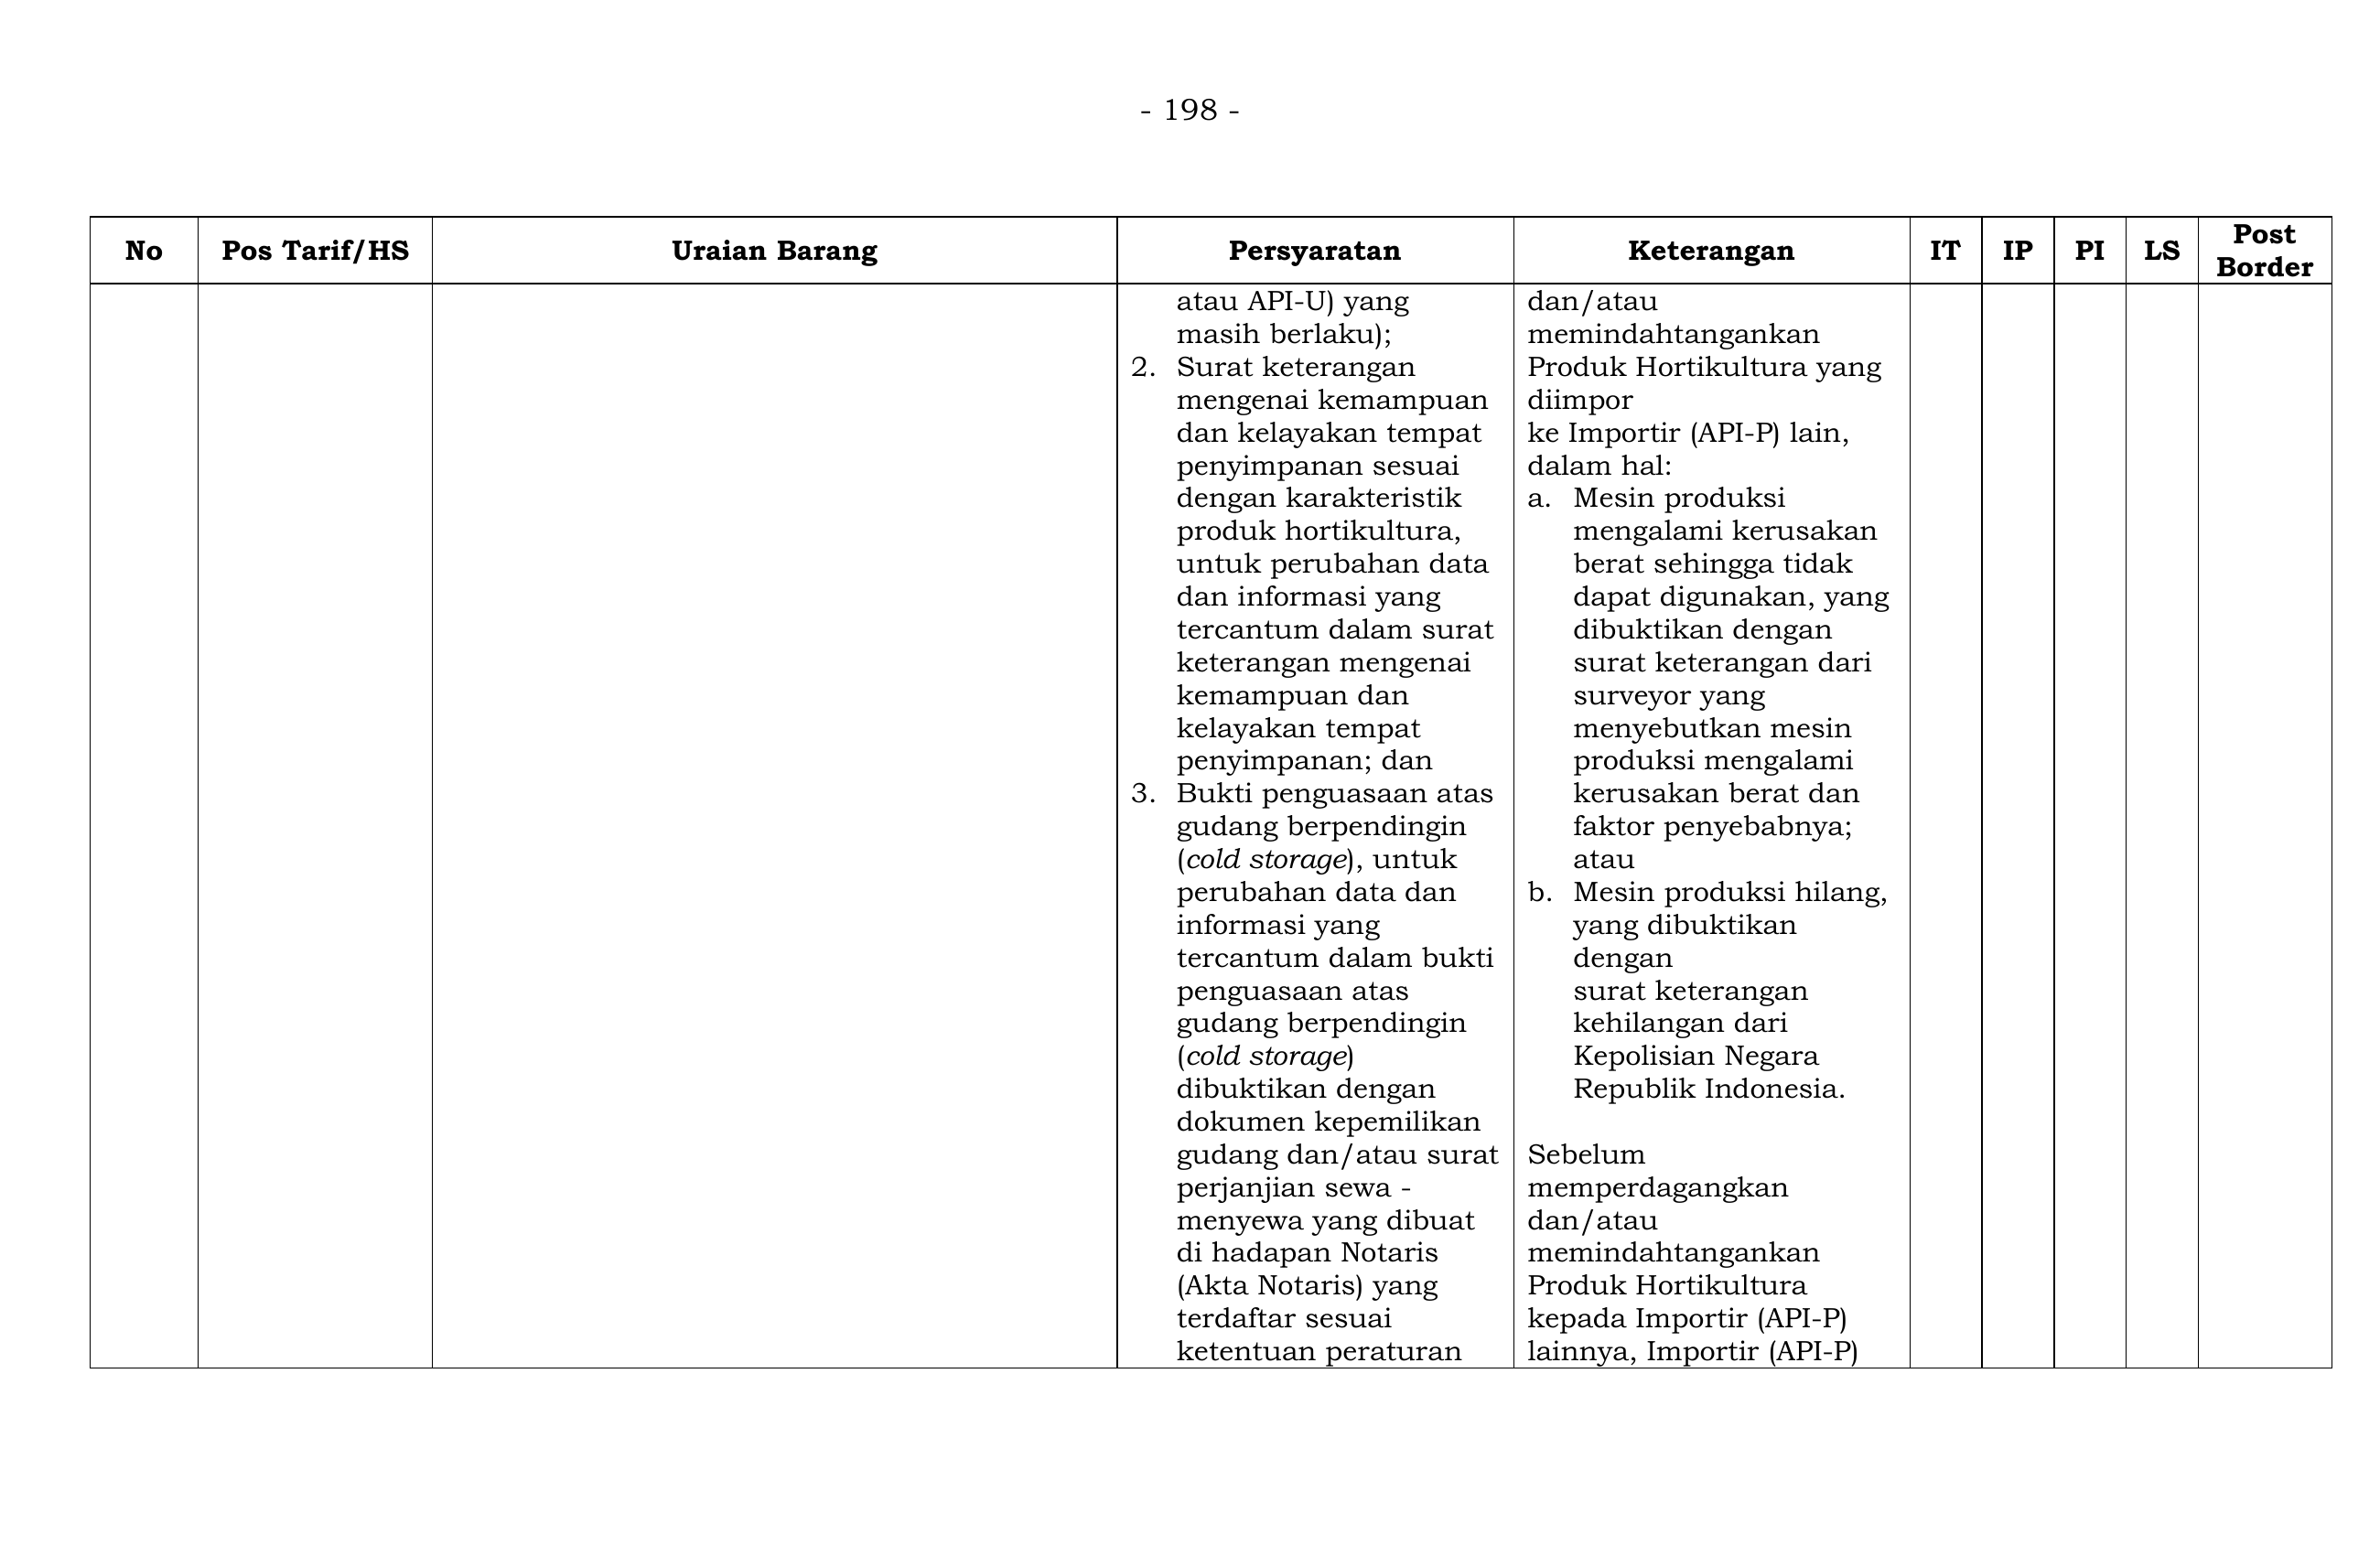 - 198 -
No
Pos Tarif/HS
Uraian Barang
Persyaratan
Keterangan
IT
IP
PI
LS
Post
Border
atau API-U) yang
masih berlaku);
2. Surat keterangan
mengenai kemampuan
dan kelayakan tempat
penyimpanan sesuai
dengan karakteristik
produk hortikultura,
untuk perubahan data
dan informasi yang
tercantum dalam surat
keterangan mengenai
kemampuan dan
kelayakan tempat
penyimpanan; dan
3. Bukti penguasaan atas
gudang berpendingin
(cold storage), untuk
perubahan data dan
informasi yang
tercantum dalam bukti
penguasaan atas
gudang berpendingin
(cold storage)
dibuktikan dengan
dokumen kepemilikan
gudang dan/atau surat
perjanjian sewa -
menyewa yang dibuat
di hadapan Notaris
(Akta Notaris) yang
terdaftar sesuai
ketentuan peraturan
dan/atau
memindahtangankan
Produk Hortikultura yang
diimpor
ke Importir (API-P) lain,
dalam hal:
a. Mesin produksi
mengalami kerusakan
berat sehingga tidak
dapat digunakan, yang
dibuktikan dengan
surat keterangan dari
surveyor yang
menyebutkan mesin
produksi mengalami
kerusakan berat dan
faktor penyebabnya;
atau
b. Mesin produksi hilang,
yang dibuktikan
dengan
surat keterangan
kehilangan dari
Kepolisian Negara
Republik Indonesia.
Sebelum
memperdagangkan
dan/atau
memindahtangankan
Produk Hortikultura
kepada Importir (API-P)
lainnya, Importir (API-P)